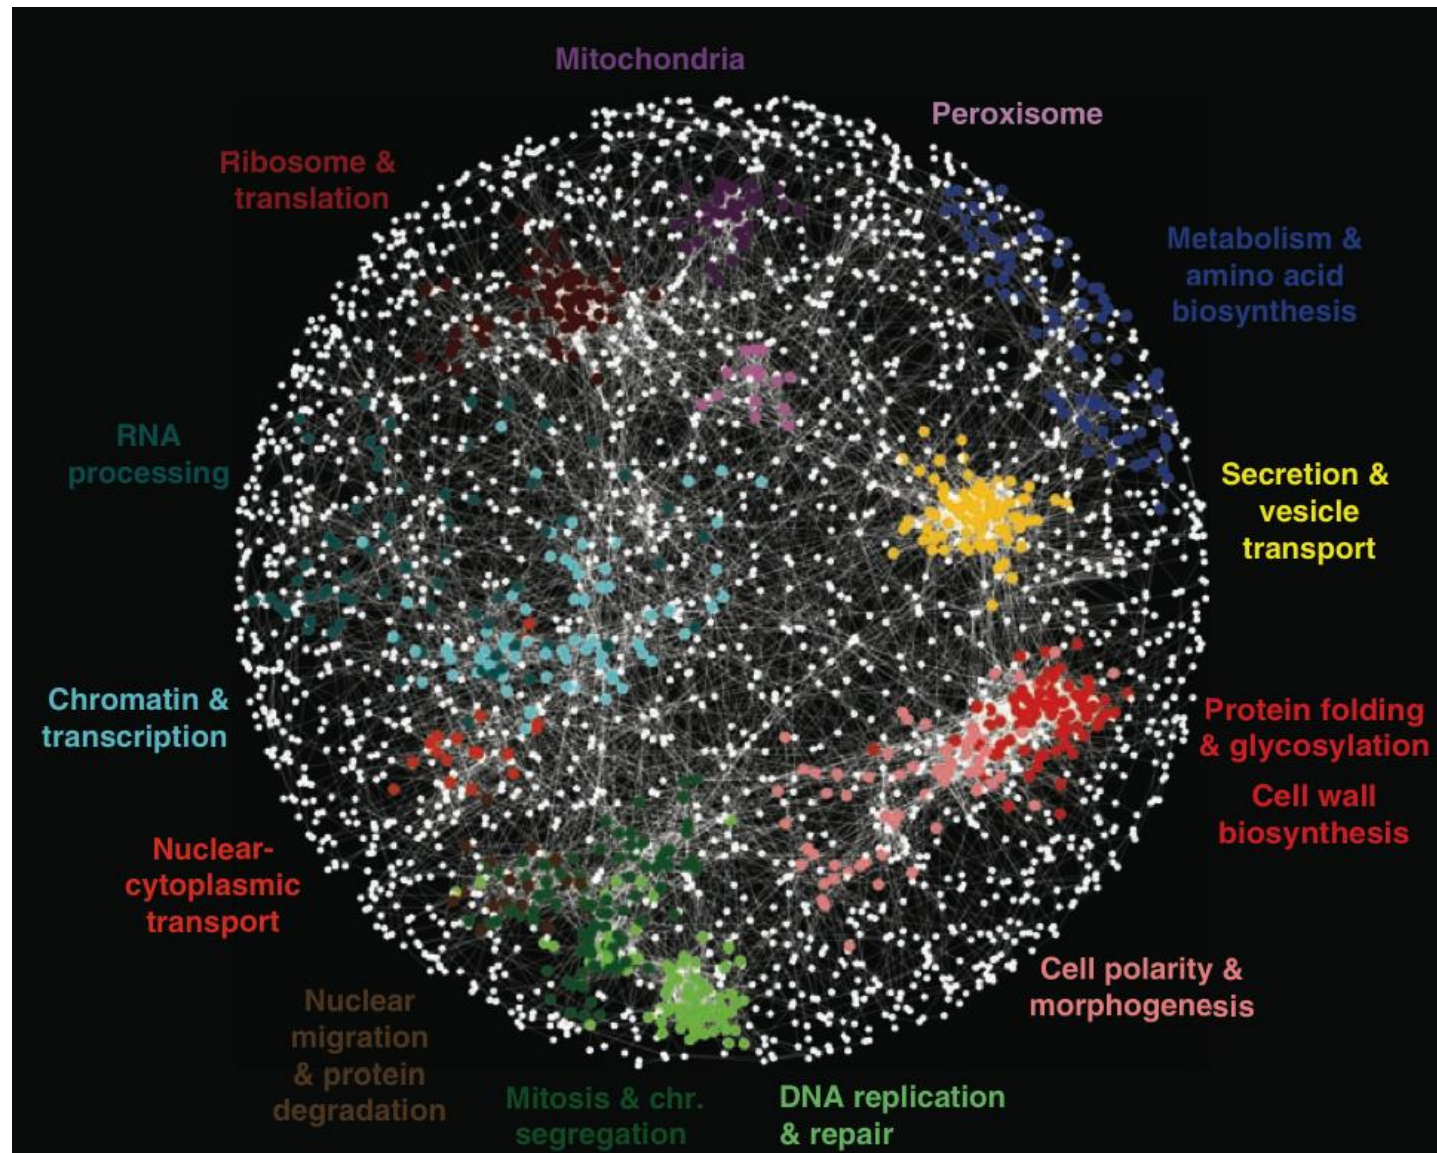 Mitochondria
Peroxisome
Ribosome &
translation
Metabolism &
amino acid
biosynthesis
RNA
processing
Secretion &
vesicle
transport
Chromatin &
transcription
Protein folding
& glycosylation
Cell wall
biosynthesis
Nuclear-
cytoplasmic
transport
Cell polarity &
morphogenesis
Nuclear
migration
& protein
degradation
Mitosis & chr.
segregation
DNA replication
& repair